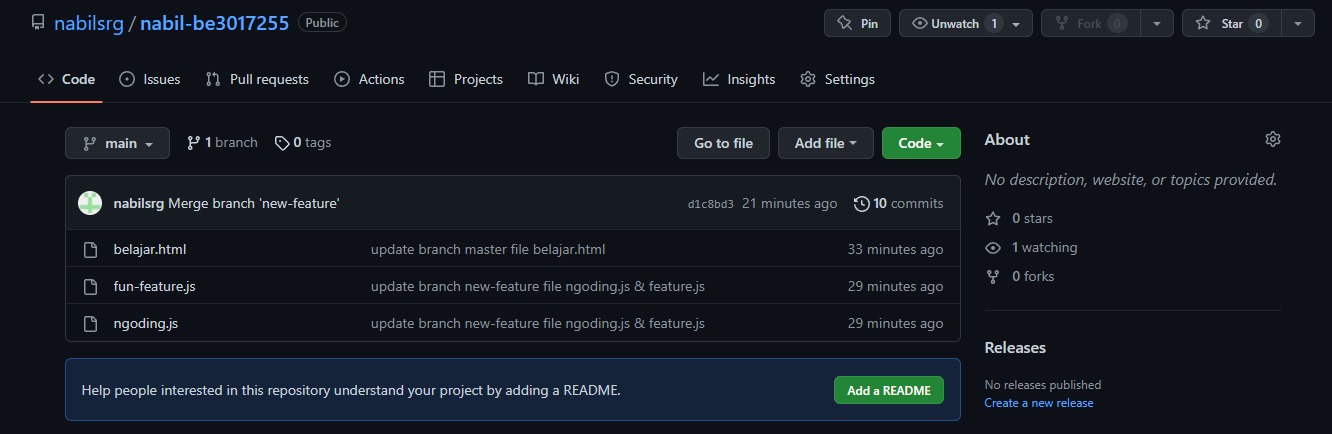 nabilsrg / nabil-be3017255 Public Pin Unwatch 1 Fork 0 Star 0
Code Issues Pull requests Actions Projects Wiki Security Insights Settings
main 1 branch 0 tags Go to file Add file Code
nabilsrg Merge branch 'new-feature' d1c8bd3 21 minutes ago 10 commits
belajar.html update branch master file belajar.html 33 minutes ago
fun-feature.js update branch new-feature file ngoding.js & feature.js 29 minutes ago
ngoding.js update branch new-feature file ngoding.js & feature.js 29 minutes ago
Help people interested in this repository understand your project by adding a README. Add a README
About
No description, website, or topics provided.
0 stars
1 watching
0 forks
Releases
No releases published
Create a new release